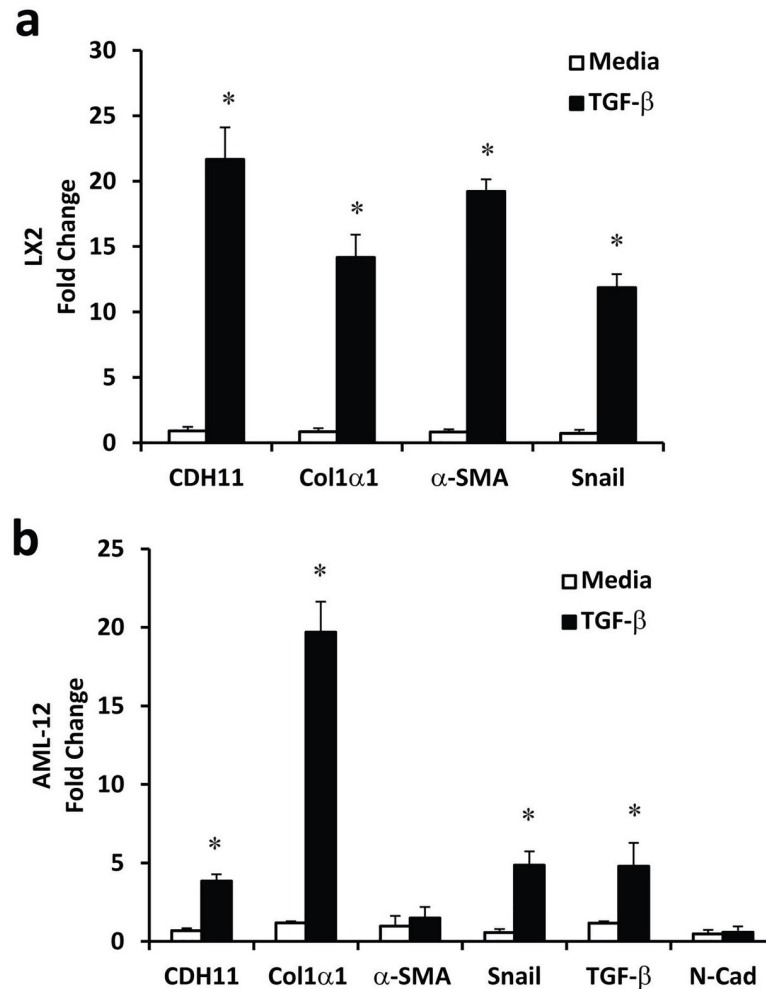 a
30
25
20
15
10
5
0
LX2
Fold Change
Media
TGF-β
*
*
*
*
CDH11 Col1α1 α-SMA Snail
b
25
20
15
10
5
0
AML-12
Fold Change
Media
TGF-β
*
*
*
*
CDH11 Col1α1 α-SMA Snail TGF-β N-Cad